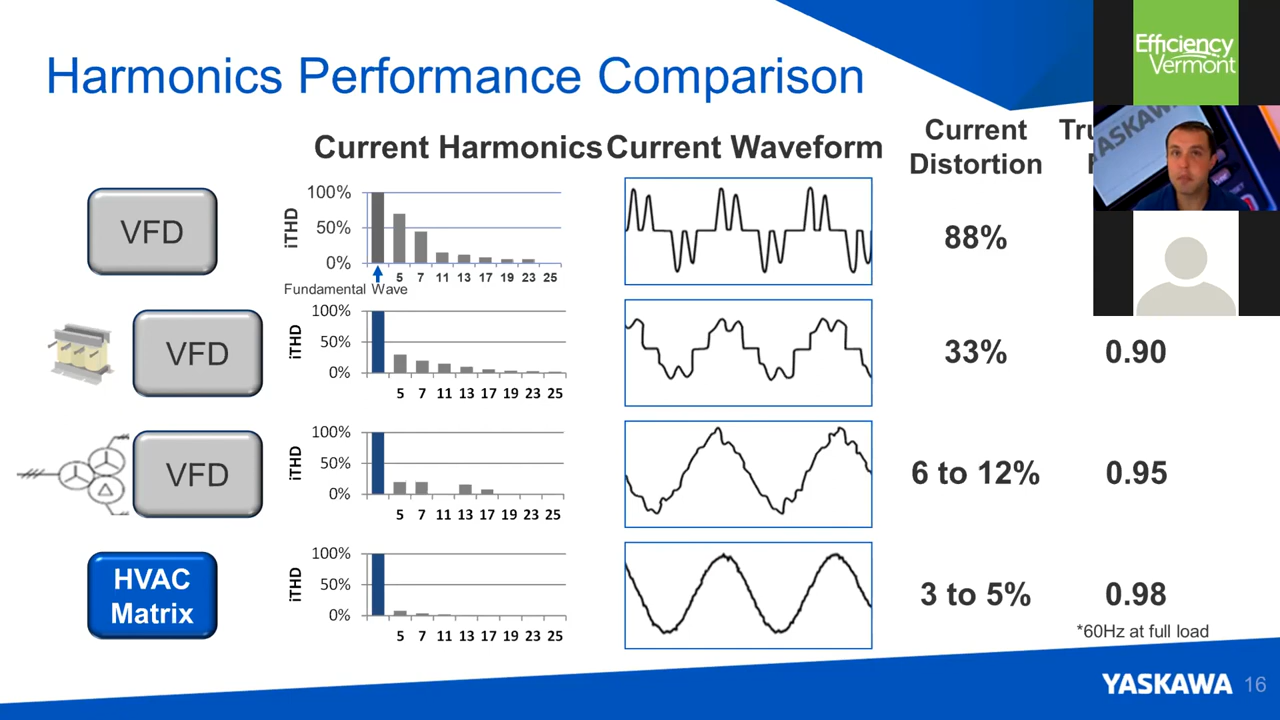 Harmonics Performance Comparison
Efficiency
Vermont
Current Harmonics
Current Waveform
Current
Distortion
YASKAWA
VFD
iTHD
100%
50%
0%
5 7 11 13 17 19 23 25
Fundamental Wave
88%
VFD
iTHD
100%
50%
0%
5 7 11 13 17 19 23 25
33%
0.90
VFD
iTHD
100%
50%
0%
5 7 11 13 17 19 23 25
6 to 12%
0.95
HVAC
Matrix
iTHD
100%
50%
0%
5 7 11 13 17 19 23 25
3 to 5%
0.98
*60Hz at full load
YASKAWA 16